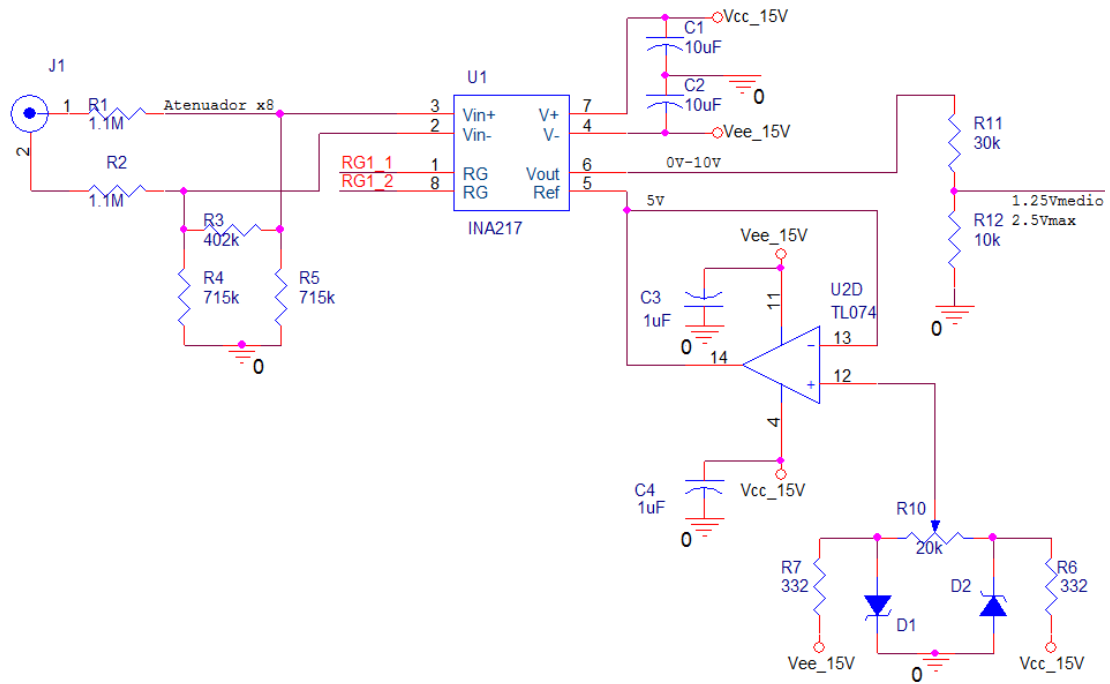 Vcc_15V
C1
10uF
J1
U1
1
R1
1.1M
Atenuador x8
3
Vin+
V+
7
0
C2
10uF
2
Vin-
V-
4
Vee_15V
R11
30k
2
R2
1.1M
RG1_1
1
RG
Vout
6
0V-10V
RG1_2
8
RG
Ref
5
5v
1.25Vmedio
2.5Vmax
R3
402k
INA217
R12
10k
Vee_15V
R4
715k
R5
715k
C3
1uF
11
U2D
TL074
0
0
0
14
-
13
+
12
4
C4
1uF
Vcc_15V
0
R10
20k
R7
332
D1
D2
R6
332
Vee_15V
0
Vcc_15V